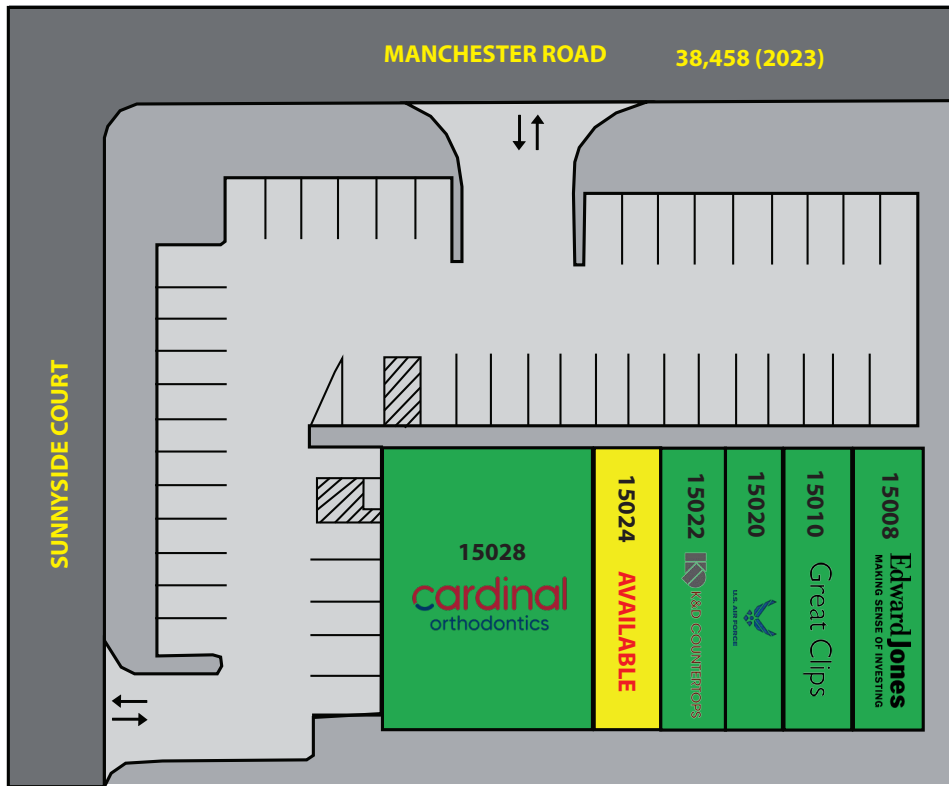 MANCHESTER ROAD 38,458 (2023)
SUNNYSIDE COURT
15028
cardinal
orthodontics
15024 AVAILABLE
15022 K&D COUNTERTOPS
15020 U.S. AIR FORCE
15010 Great Clips
15008 Edward Jones
MAKING SENSE OF INVESTING